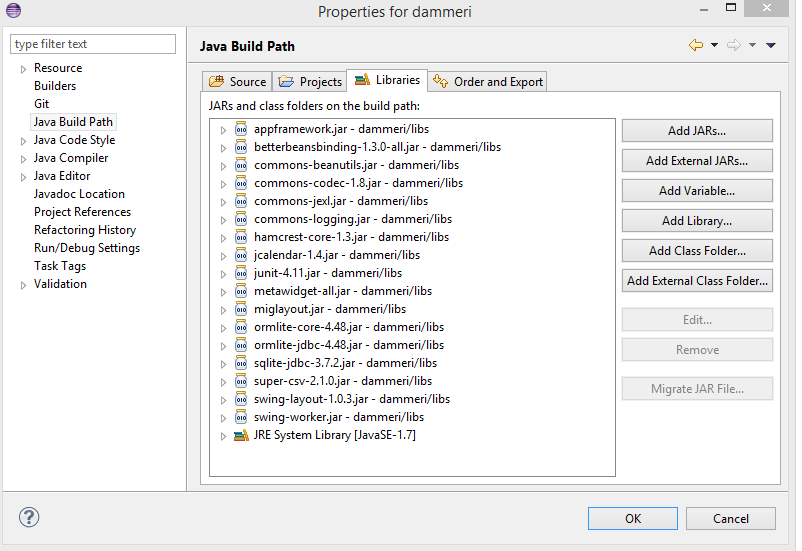 Properties for dammeri
type filter text
Resource
Builders
Git
Java Build Path
Java Code Style
Java Compiler
Java Editor
Javadoc Location
Project References
Refactoring History
Run/Debug Settings
Task Tags
Validation
Java Build Path
Source
Projects
Libraries
Order and Export
JARs and class folders on the build path:
appframework.jar - dammeri/libs
betterbeansbinding-1.3.0-all.jar - dammeri/libs
commons-beanutils.jar - dammeri/libs
commons-codec-1.8.jar - dammeri/libs
commons-jexl.jar - dammeri/libs
commons-logging.jar - dammeri/libs
hamcrest-core-1.3.jar - dammeri/libs
jcalendar-1.4.jar - dammeri/libs
junit-4.11.jar - dammeri/libs
metawidget-all.jar - dammeri/libs
miglayout.jar - dammeri/libs
ormlite-core-4.48.jar - dammeri/libs
ormlite-jdbc-4.48.jar - dammeri/libs
sqlite-jdbc-3.7.2.jar - dammeri/libs
super-csv-2.1.0.jar - dammeri/libs
swing-layout-1.0.3.jar - dammeri/libs
swing-worker.jar - dammeri/libs
JRE System Library [JavaSE-1.7]
Add JARs...
Add External JARs...
Add Variable...
Add Library...
Add Class Folder...
Add External Class Folder...
Edit...
Remove
Migrate JAR File...
OK
Cancel